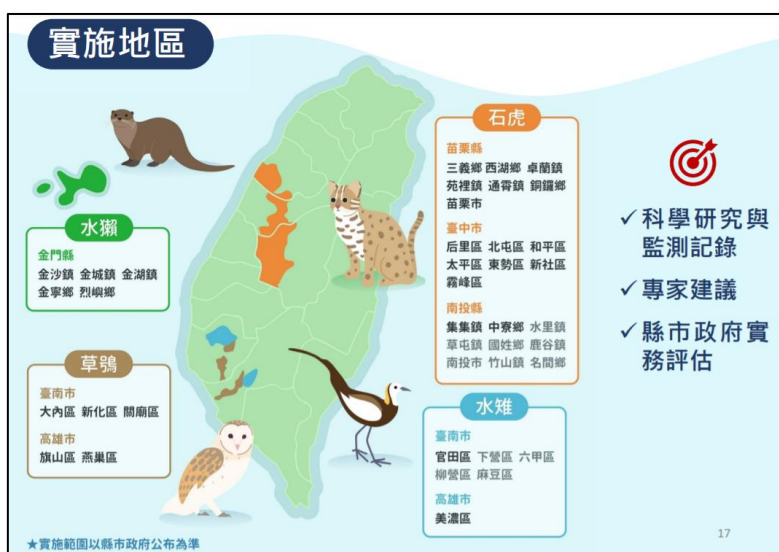 實施地區
水獺
金門縣
金沙鎮 金城鎮 金湖鎮
金寧鄉 烈嶼鄉
草鴞
臺南市
大內區 新化區 關廟區
高雄市
旗山區 燕巢區
★實施範圍以縣市政府公布為準
石虎
苗栗縣
三義鄉 西湖鄉 卓蘭鎮
苑裡鎮 通霄鎮 銅鑼鄉
苗栗市
臺中市
后里區 北屯區 和平區
太平區 東勢區 新社區
霧峰區
南投縣
集集鎮 中寮鄉 水里鎮
草屯鎮 國姓鄉 鹿谷鎮
南投市 竹山鎮 名間鄉
水雉
臺南市
官田區 下營區 六甲區
柳營區 麻豆區
高雄市
美濃區
✓科學研究與
監測記錄
✓專家建議
✓縣市政府實
務評估
17